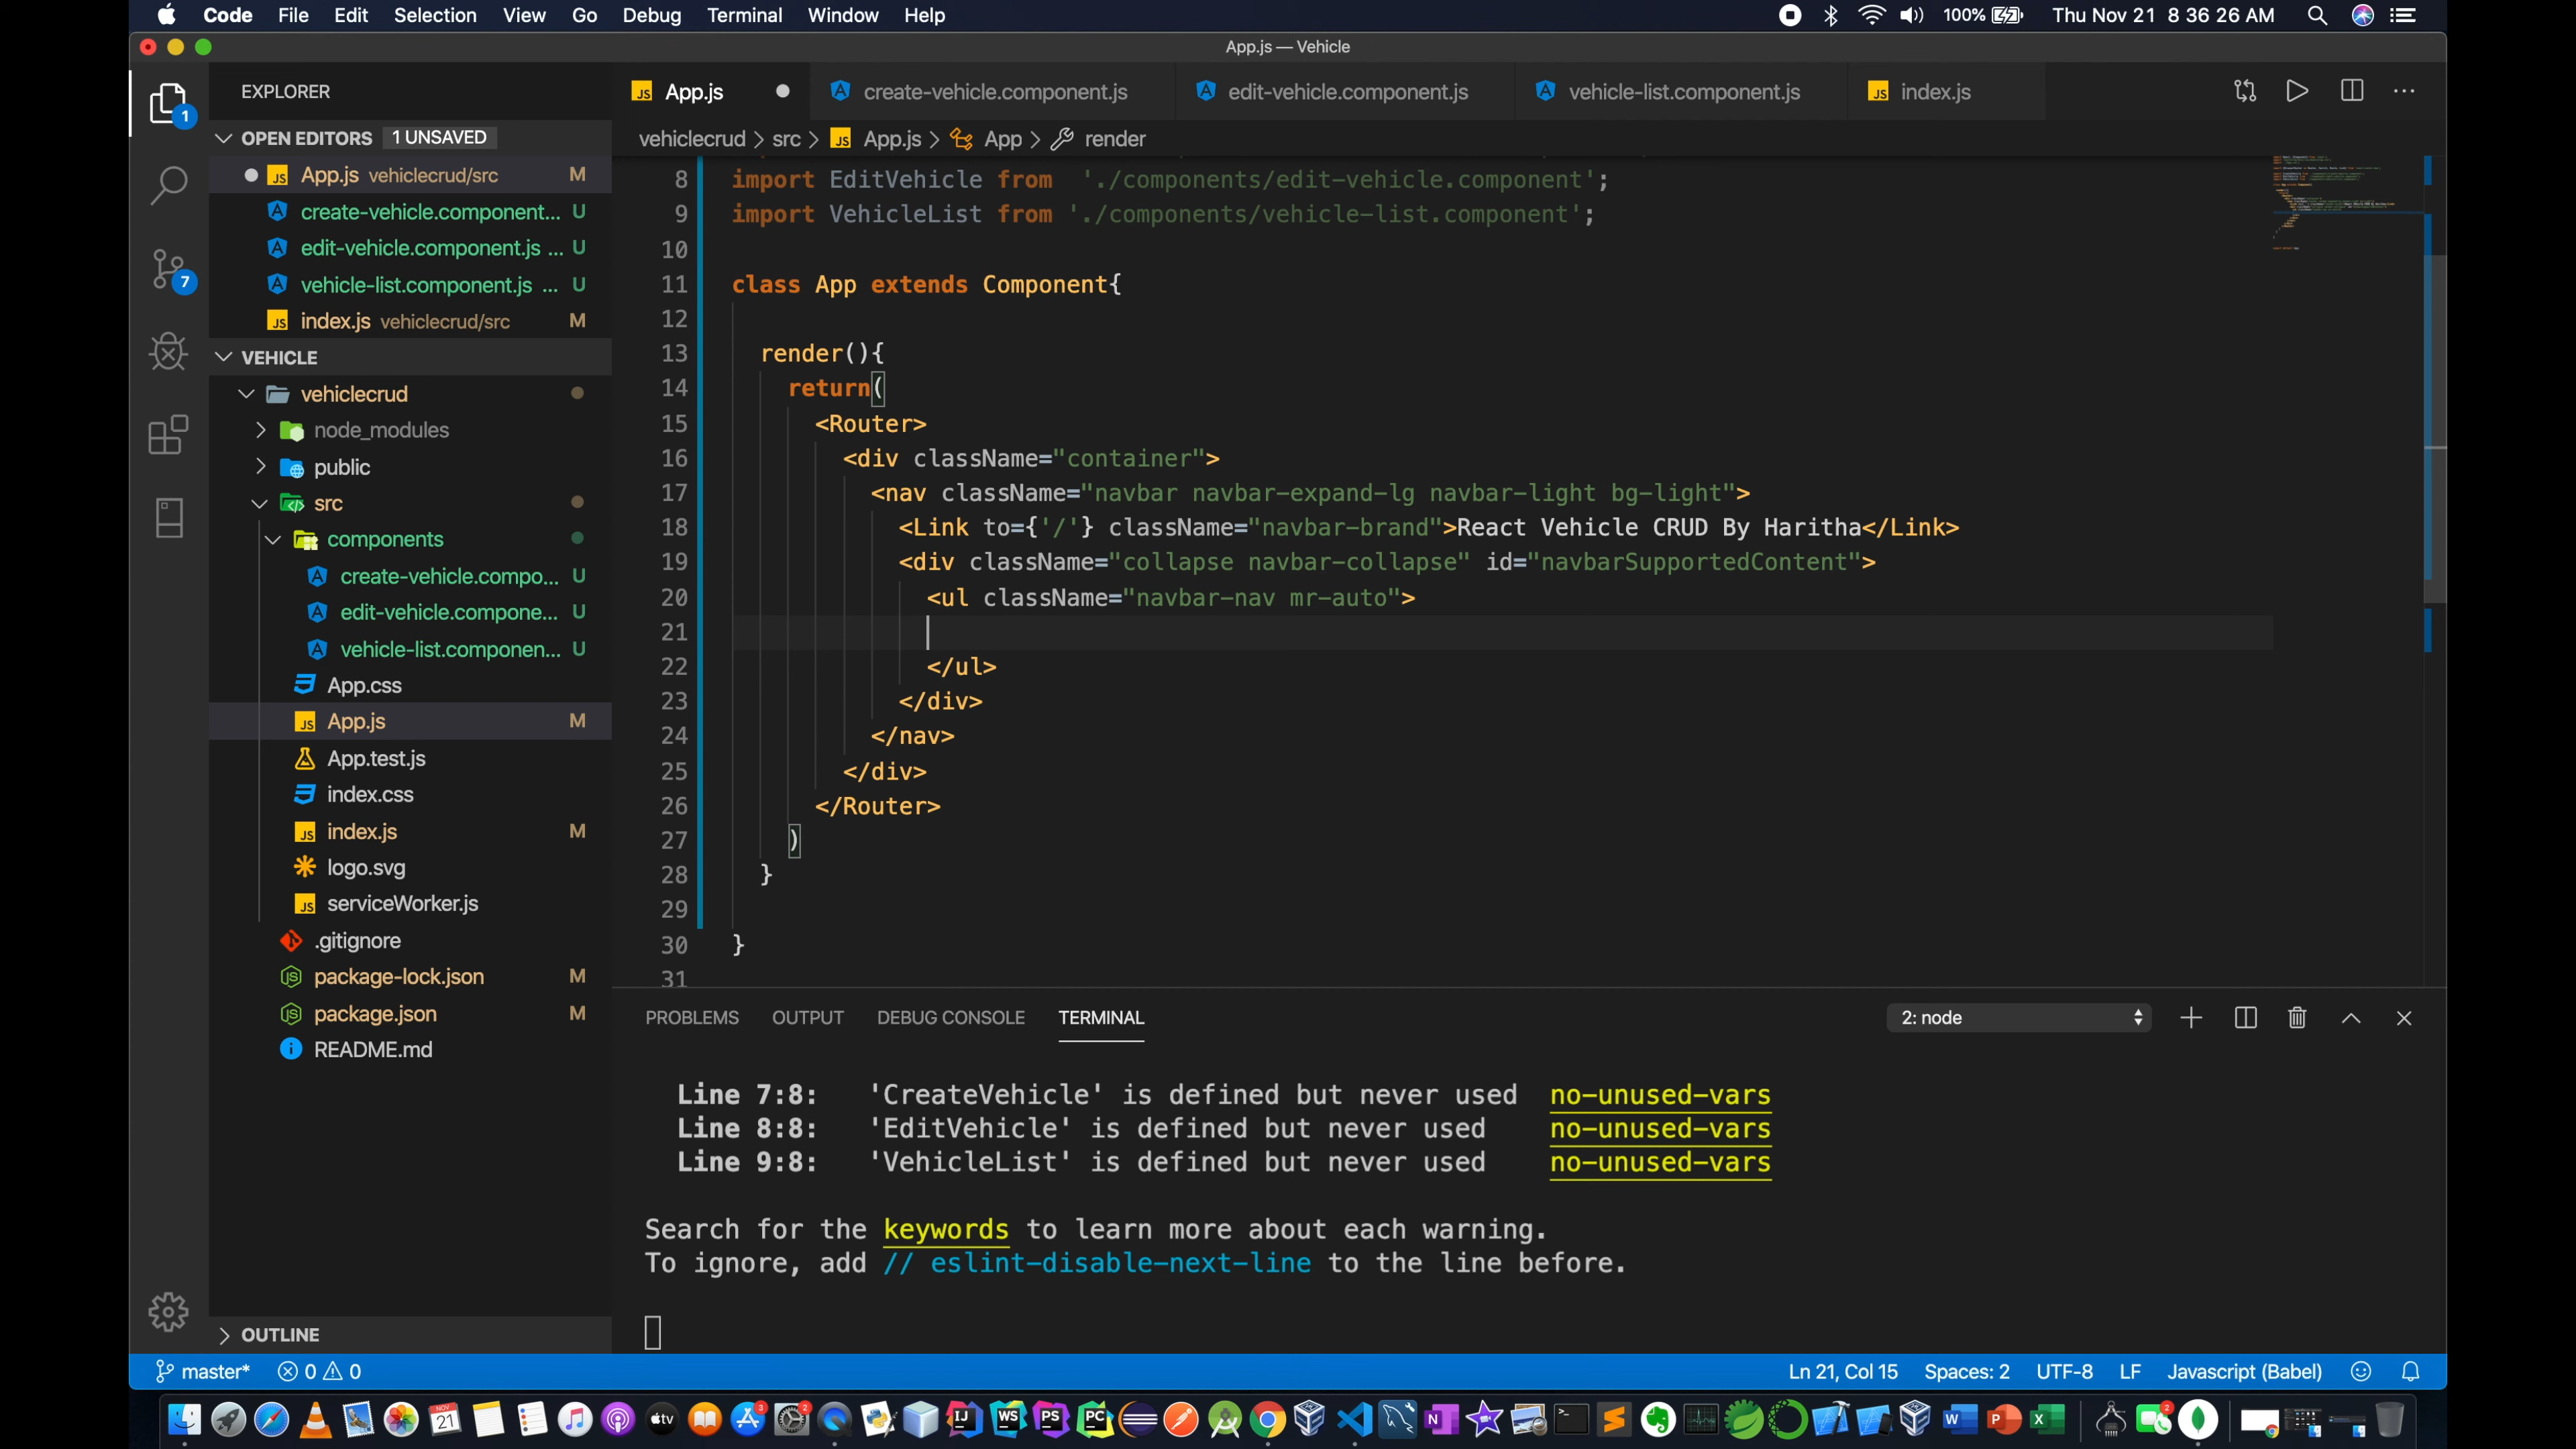 Code File Edit Selection View Go Debug Terminal Window Help 100% Thu Nov 21 8 36 26 AM
App.js — Vehicle
EXPLORER
OPEN EDITORS 1 UNSAVED
App.js vehiclecrud/src M
create-vehicle.component... U
edit-vehicle.component.js ... U
vehicle-list.component.js ... U
index.js vehiclecrud/src M
VEHICLE
vehiclecrud
node_modules
public
src
components
create-vehicle.compo... U
edit-vehicle.compone... U
vehicle-list.componen... U
App.css
App.js M
App.test.js
index.css
index.js M
logo.svg
serviceWorker.js
.gitignore
package-lock.json M
package.json M
README.md
OUTLINE
1
7
App.js create-vehicle.component.js edit-vehicle.component.js vehicle-list.component.js index.js
vehiclecrud > src > App.js > App > render
8 import EditVehicle from './components/edit-vehicle.component';
9 import VehicleList from './components/vehicle-list.component';
10
11 class App extends Component{
12
13 render(){
14 return(
15 <Router>
16 <div className="container">
17 <nav className="navbar navbar-expand-lg navbar-light bg-light">
18 <Link to={'/'} className="navbar-brand">React Vehicle CRUD By Haritha</Link>
19 <div className="collapse navbar-collapse" id="navbarSupportedContent">
20 <ul className="navbar-nav mr-auto">
21
22 </ul>
23 </div>
24 </nav>
25 </div>
26 </Router>
27 )
28 }
29
30 }
31
PROBLEMS OUTPUT DEBUG CONSOLE TERMINAL 2: node
Line 7:8: 'CreateVehicle' is defined but never used no-unused-vars
Line 8:8: 'EditVehicle' is defined but never used no-unused-vars
Line 9:8: 'VehicleList' is defined but never used no-unused-vars
Search for the keywords to learn more about each warning.
To ignore, add // eslint-disable-next-line to the line before.
master* 0 0 Ln 21, Col 15 Spaces: 2 UTF-8 LF Javascript (Babel)